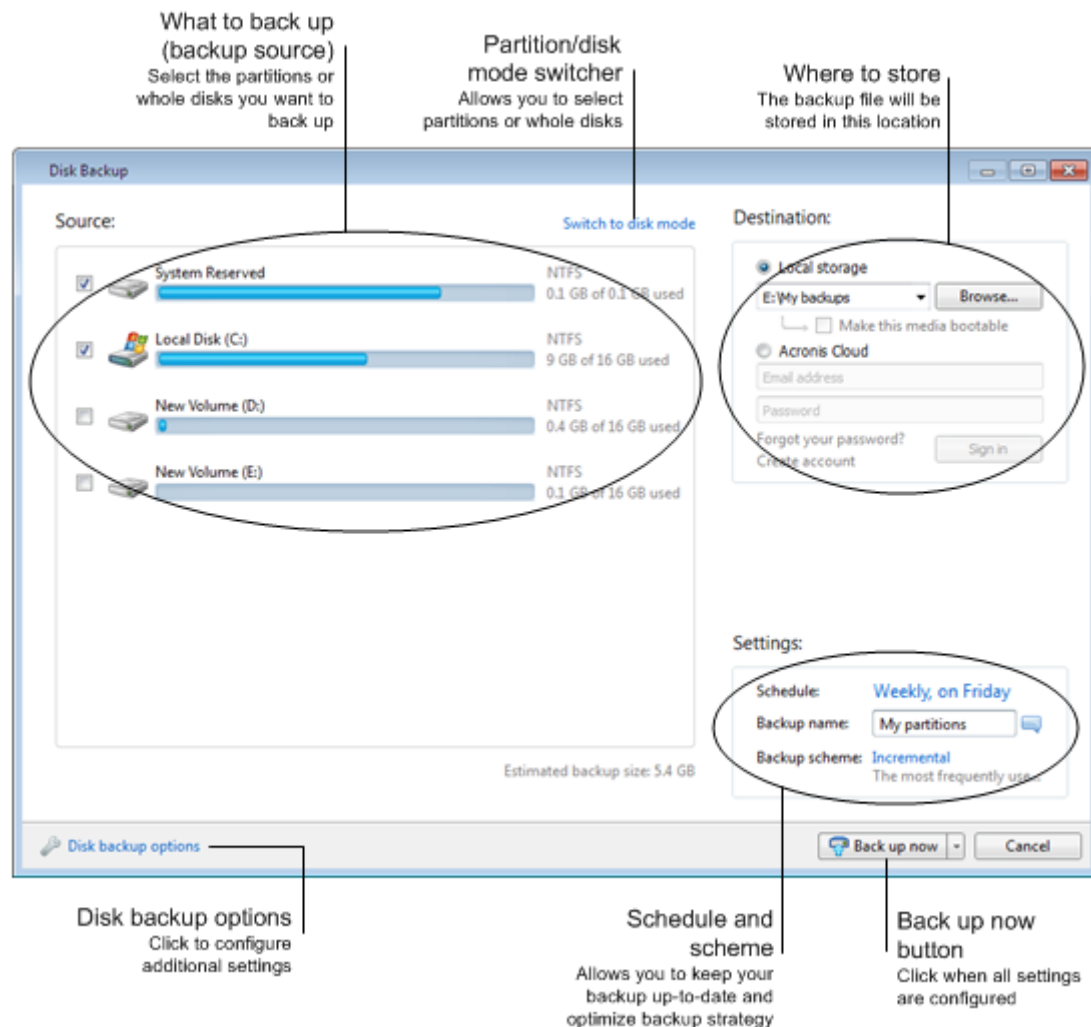 What to back up
(backup source)
Select the partitions or
whole disks you want to
back up
Partition/disk
mode switcher
Allows you to select
partitions or whole disks
Where to store
The backup file will be
stored in this location
Disk Backup
Source:
Switch to disk mode
System Reserved
NTFS
0.1 GB of 0.1 GB used
Local Disk (C:)
NTFS
9 GB of 16 GB used
New Volume (D:)
NTFS
0.4 GB of 16 GB used
New Volume (E:)
NTFS
0.1 GB of 16 GB used
Estimated backup size: 5.4 GB
Destination:
Local storage
E:\My backups
Browse...
Make this media bootable
Acronis Cloud
Email address
Password
Forgot your password?
Create account
Sign in
Settings:
Schedule: Weekly, on Friday
Backup name: My partitions
Backup scheme: Incremental
The most frequently use...
Disk backup options
Back up now
Cancel
Disk backup options
Click to configure
additional settings
Schedule and
scheme
Allows you to keep your
backup up-to-date and
optimize backup strategy
Back up now
button
Click when all settings
are configured